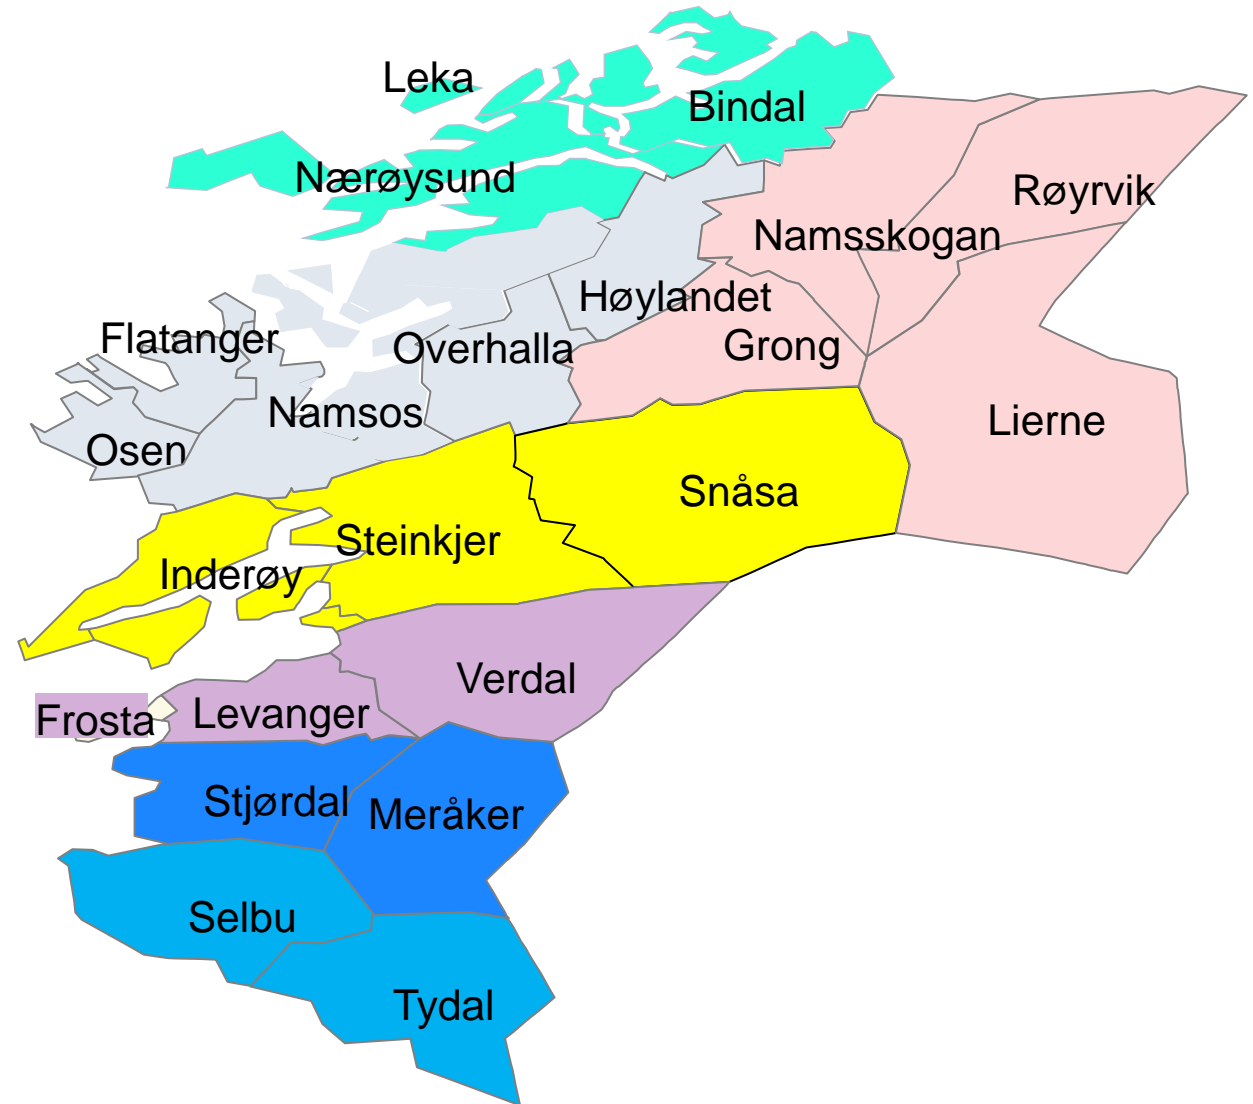 Leka
Bindal
Nærøysund
Røyrvik
Namsskogan
Høylandet
Flatanger
Overhalla
Grong
Namsos
Lierne
Osen
Snåsa
Steinkjer
Inderøy
Verdal
Levanger
Frosta
Stjørdal
Meråker
Selbu
Tydal